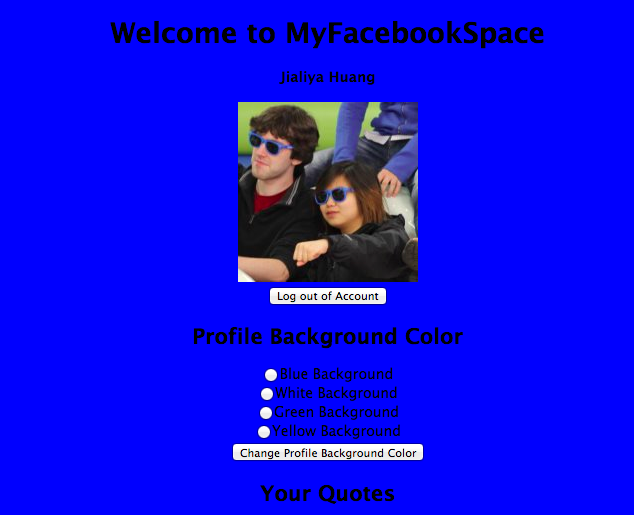 Welcome to MyFacebookSpace
Jialiya Huang
Log out of Account
Profile Background Color
Blue Background
White Background
Green Background
Yellow Background
Change Profile Background Color
Your Quotes